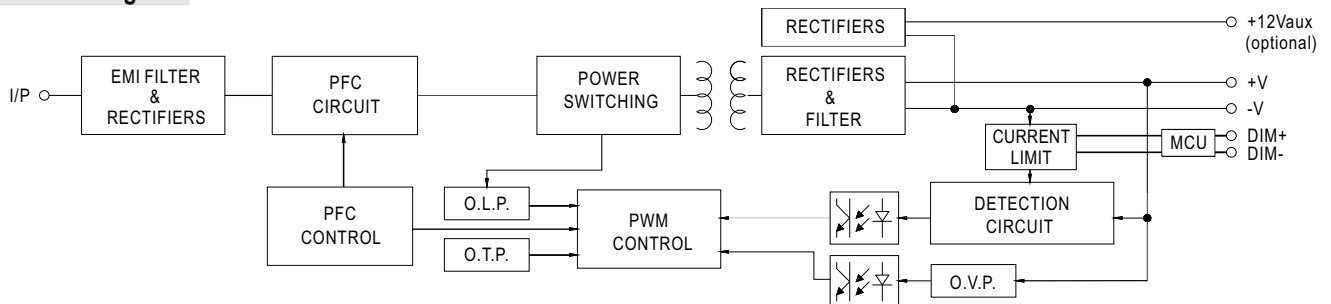 RECTIFIERS
+12Vaux
(optional)
I/P
EMI FILTER
&
RECTIFIERS
PFC
CIRCUIT
POWER
SWITCHING
RECTIFIERS
&
FILTER
+V
-V
CURRENT
LIMIT
MCU
DIM+
DIM-
PFC
CONTROL
O.L.P.
O.T.P.
PWM
CONTROL
DETECTION
CIRCUIT
O.V.P.